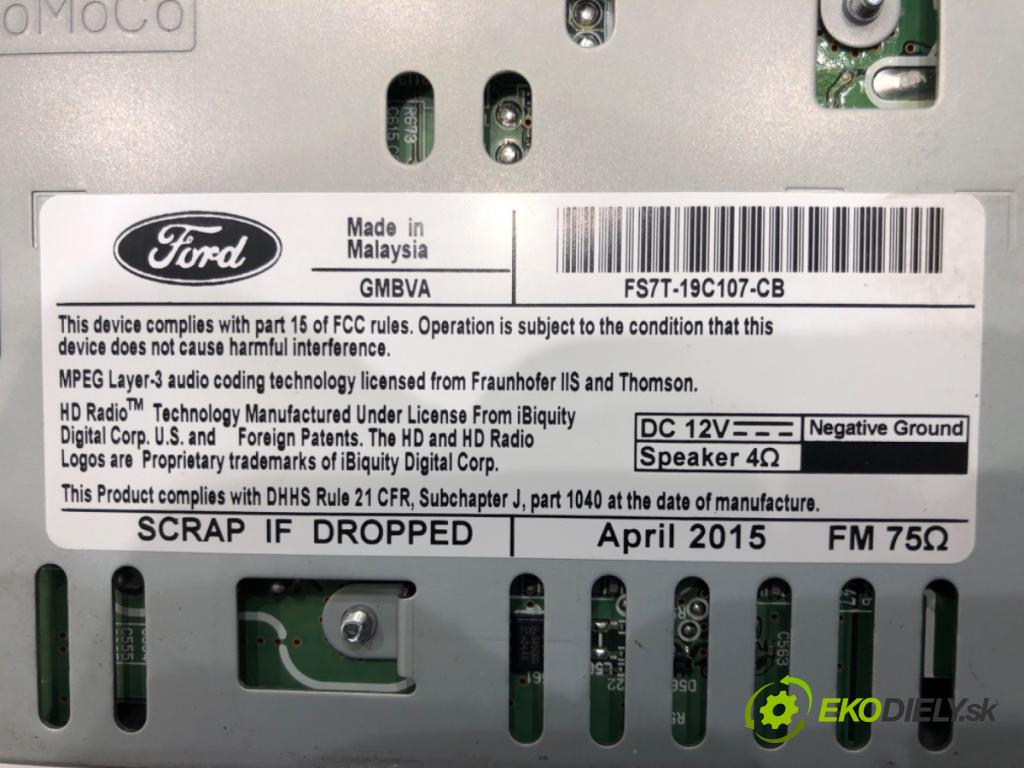 oMoCo
R673
C615
Ford
Made in
Malaysia
GMBVA
FS7T-19C107-CB
This device complies with part 15 of FCC rules. Operation is subject to the condition that this
device does not cause harmful interference.
MPEG Layer-3 audio coding technology licensed from Fraunhofer IIS and Thomson.
HD Radio™ Technology Manufactured Under License From iBiquity
Digital Corp. U.S. and Foreign Patents. The HD and HD Radio
Logos are Proprietary trademarks of iBiquity Digital Corp.
DC 12V
Negative Ground
Speaker 4Ω
This Product complies with DHHS Rule 21 CFR, Subchapter J, part 1040 at the date of manufacture.
SCRAP IF DROPPED
April 2015
FM 75Ω
C555
C563
EKODIELY.sk